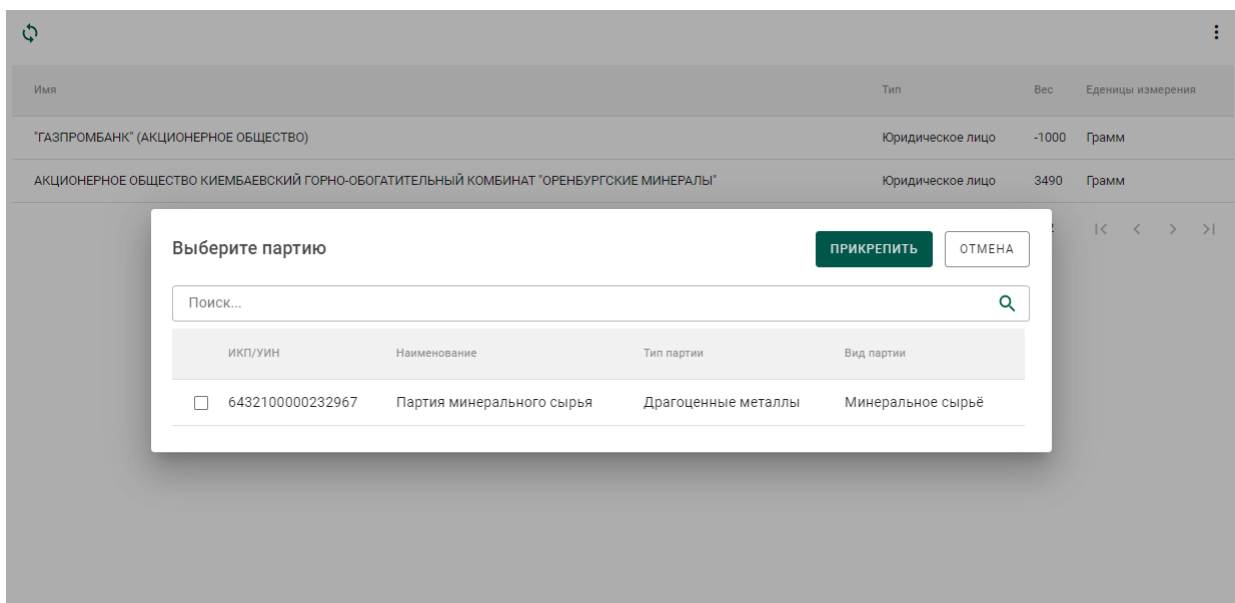 Имя Тип Вес Еденицы измерения
"ГАЗПРОМБАНК" (АКЦИОНЕРНОЕ ОБЩЕСТВО) Юридическое лицо -1000 Грамм
АКЦИОНЕРНОЕ ОБЩЕСТВО КИЕМБАЕВСКИЙ ГОРНО-ОБОГАТИТЕЛЬНЫЙ КОМБИНАТ "ОРЕНБУРГСКИЕ МИНЕРАЛЫ" Юридическое лицо 3490 Грамм
Выберите партию ПРИКРЕПИТЬ ОТМЕНА
Поиск...
ИКП/УИН Наименование Тип партии Вид партии
6432100000232967 Партия минерального сырья Драгоценные металлы Минеральное сырьё